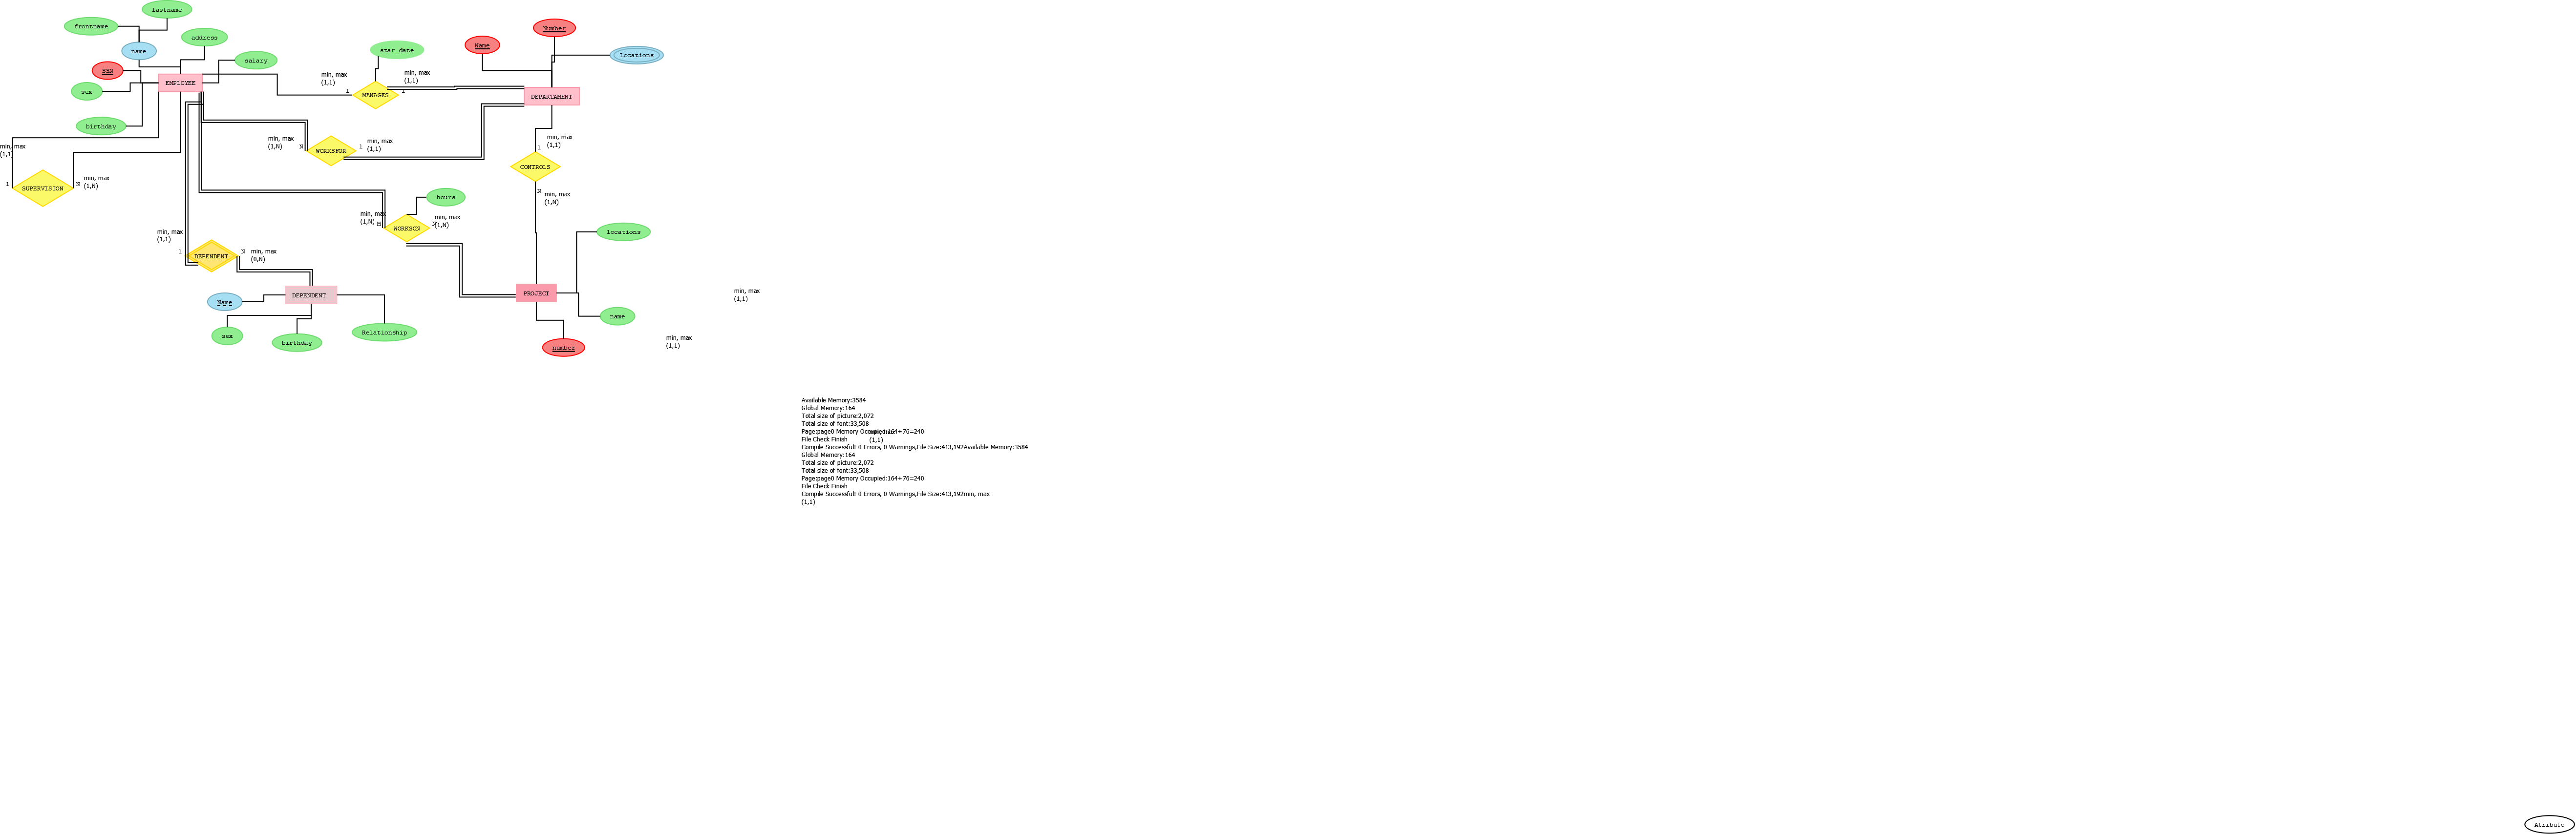 lastname
frontname
address
name
salary
SSN
EMPLOYEE
sex
birthday
star_date
Name
Number
Locations
min, max
(1,1)
min, max
(1,1)
1
MANAGES
1
DEPARTAMENT
min, max
(1,N)
N
WORKSFOR
1
min, max
(1,1)
min, max
(1,1)
1
CONTROLS
N
min, max
(1,N)
min, max
(1,1)
1
SUPERVISION
N
min, max
(1,N)
hours
min, max
(1,N)
N
WORKSON
N
min, max
(1,N)
locations
min, max
(1,1)
1
DEPENDENT
N
min, max
(0,N)
Name
DEPENDENT
sex
birthday
Relationship
PROJECT
name
number
min, max
(1,1)
min, max
(1,1)
Available Memory:3584
Global Memory:164
Total size of picture:2,072
Total size of font:33,508
Page:page0 Memory Occupied:164+76=240
min, max
(1,1)
File Check Finish
Compile Successful! 0 Errors, 0 Warnings,File Size:413,192Available Memory:3584
Global Memory:164
Total size of picture:2,072
Total size of font:33,508
Page:page0 Memory Occupied:164+76=240
File Check Finish
Compile Successful! 0 Errors, 0 Warnings,File Size:413,192min, max
(1,1)
Atributo